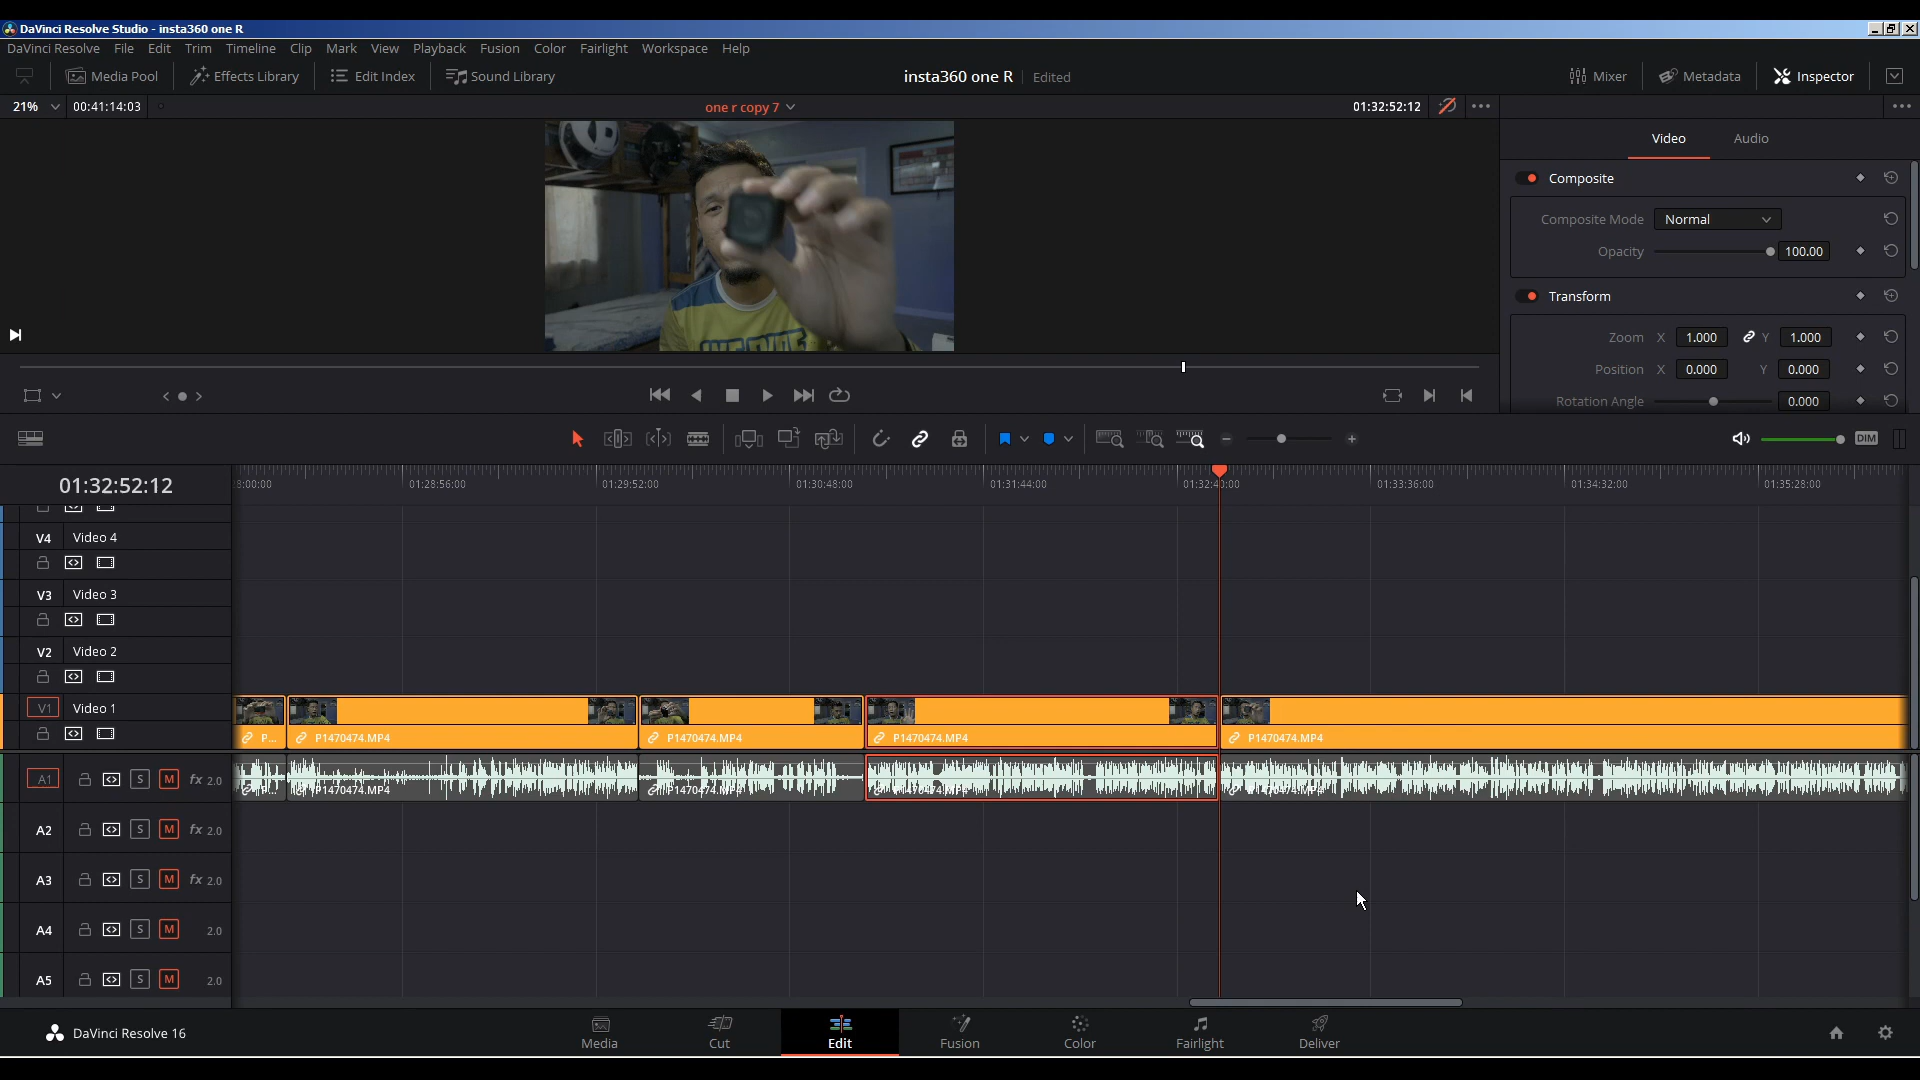 DaVinci Resolve Studio - insta360 one R
DaVinci Resolve File Edit Trim Timeline Clip Mark View Playback Fusion Color Fairlight Workspace Help
Media Pool Effects Library Edit Index Sound Library insta360 one R Edited Mixer Metadata Inspector
21% 00:41:14:03 one r copy 7 01:32:52:12
Video Audio
Composite
Composite Mode Normal
Opacity 100.00
Transform
Zoom X 1.000 Y 1.000
Position X 0.000 Y 0.000
Rotation Angle 0.000
DIM
01:32:52:12 8:00:00 01:28:56:00 01:29:52:00 01:30:48:00 01:31:44:00 01:32:40:00 01:33:36:00 01:34:32:00 01:35:28:00
V4 Video 4
V3 Video 3
V2 Video 2
V1 Video 1
P... P1470474.MP4 P1470474.MP4 P1470474.MP4 P1470474.MP4
A1 S M fx 2.0
P1470474.MP4 P1470474.MP4
A2 S M fx 2.0
A3 S M fx 2.0
A4 S M 2.0
A5 S M 2.0
DaVinci Resolve 16 Media Cut Edit Fusion Color Fairlight Deliver